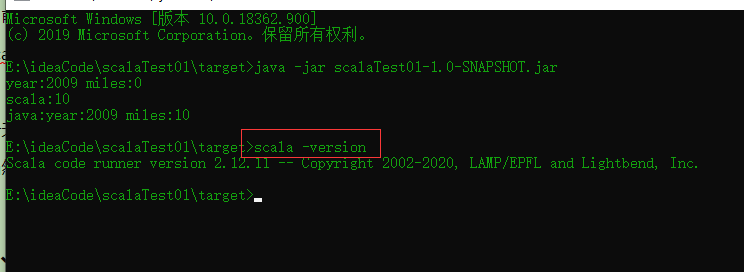 Microsoft Windows [版本 10.0.18362.900]
(c) 2019 Microsoft Corporation。保留所有权利。
E:\ideaCode\scalaTest01\target>java -jar scalaTest01-1.0-SNAPSHOT.jar
year:2009 miles:0
scala:10
java:year:2009 miles:10
E:\ideaCode\scalaTest01\target>scala -version
Scala code runner version 2.12.11 -- Copyright 2002-2020, LAMP/EPFL and Lightbend, Inc.
E:\ideaCode\scalaTest01\target>